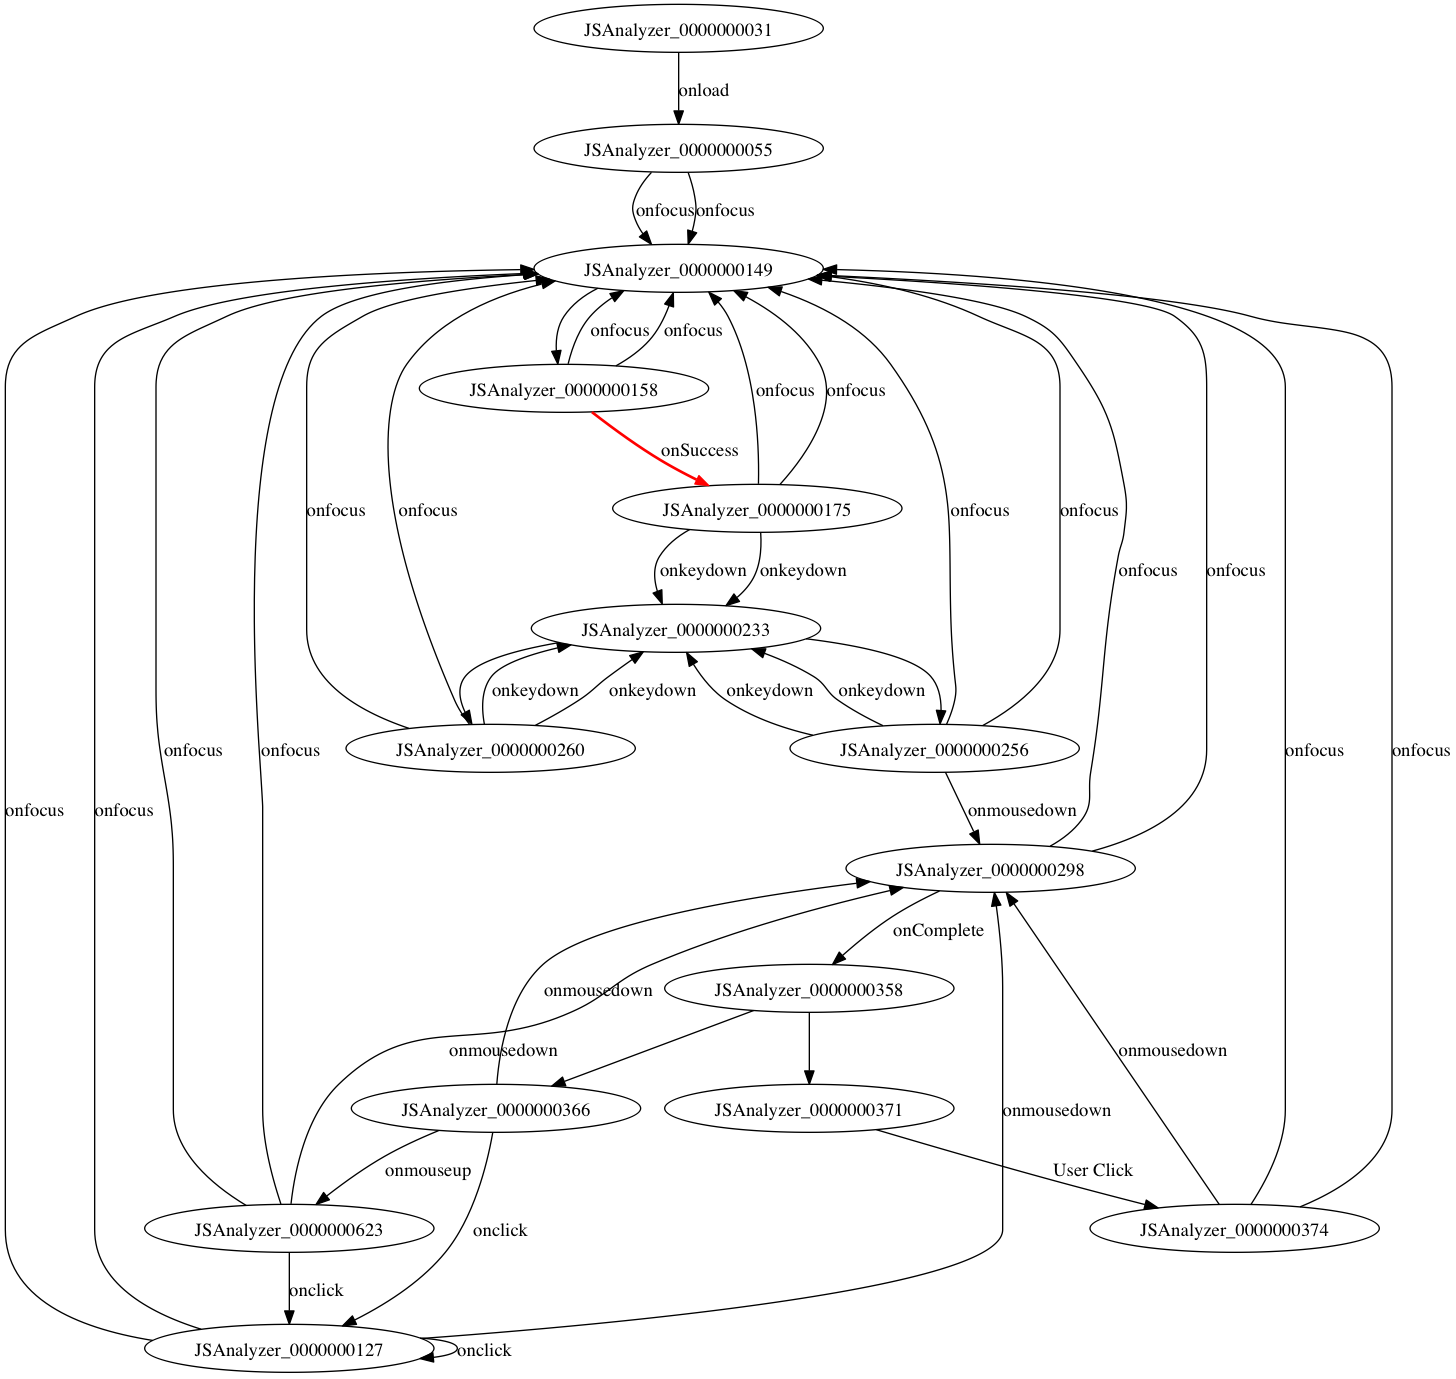 JSAnalyzer_0000000031
onload
JSAnalyzer_0000000055
onfocus onfocus
JSAnalyzer_0000000149
onfocus onfocus
JSAnalyzer_0000000158
onfocus onfocus
onSuccess
onfocus onfocus JSAnalyzer_0000000175 onfocus onfocus
onkeydown onkeydown onfocus onfocus
JSAnalyzer_0000000233
onkeydown onkeydown onkeydown onkeydown
onfocus onfocus JSAnalyzer_0000000260 JSAnalyzer_0000000256 onfocus onfocus
onfocus onfocus onmousedown
JSAnalyzer_0000000298
onComplete
onmousedown JSAnalyzer_0000000358
onmousedown onmousedown
JSAnalyzer_0000000366 JSAnalyzer_0000000371 onmousedown
onmouseup User Click
JSAnalyzer_0000000623 onclick JSAnalyzer_0000000374
onclick
JSAnalyzer_0000000127 onclick